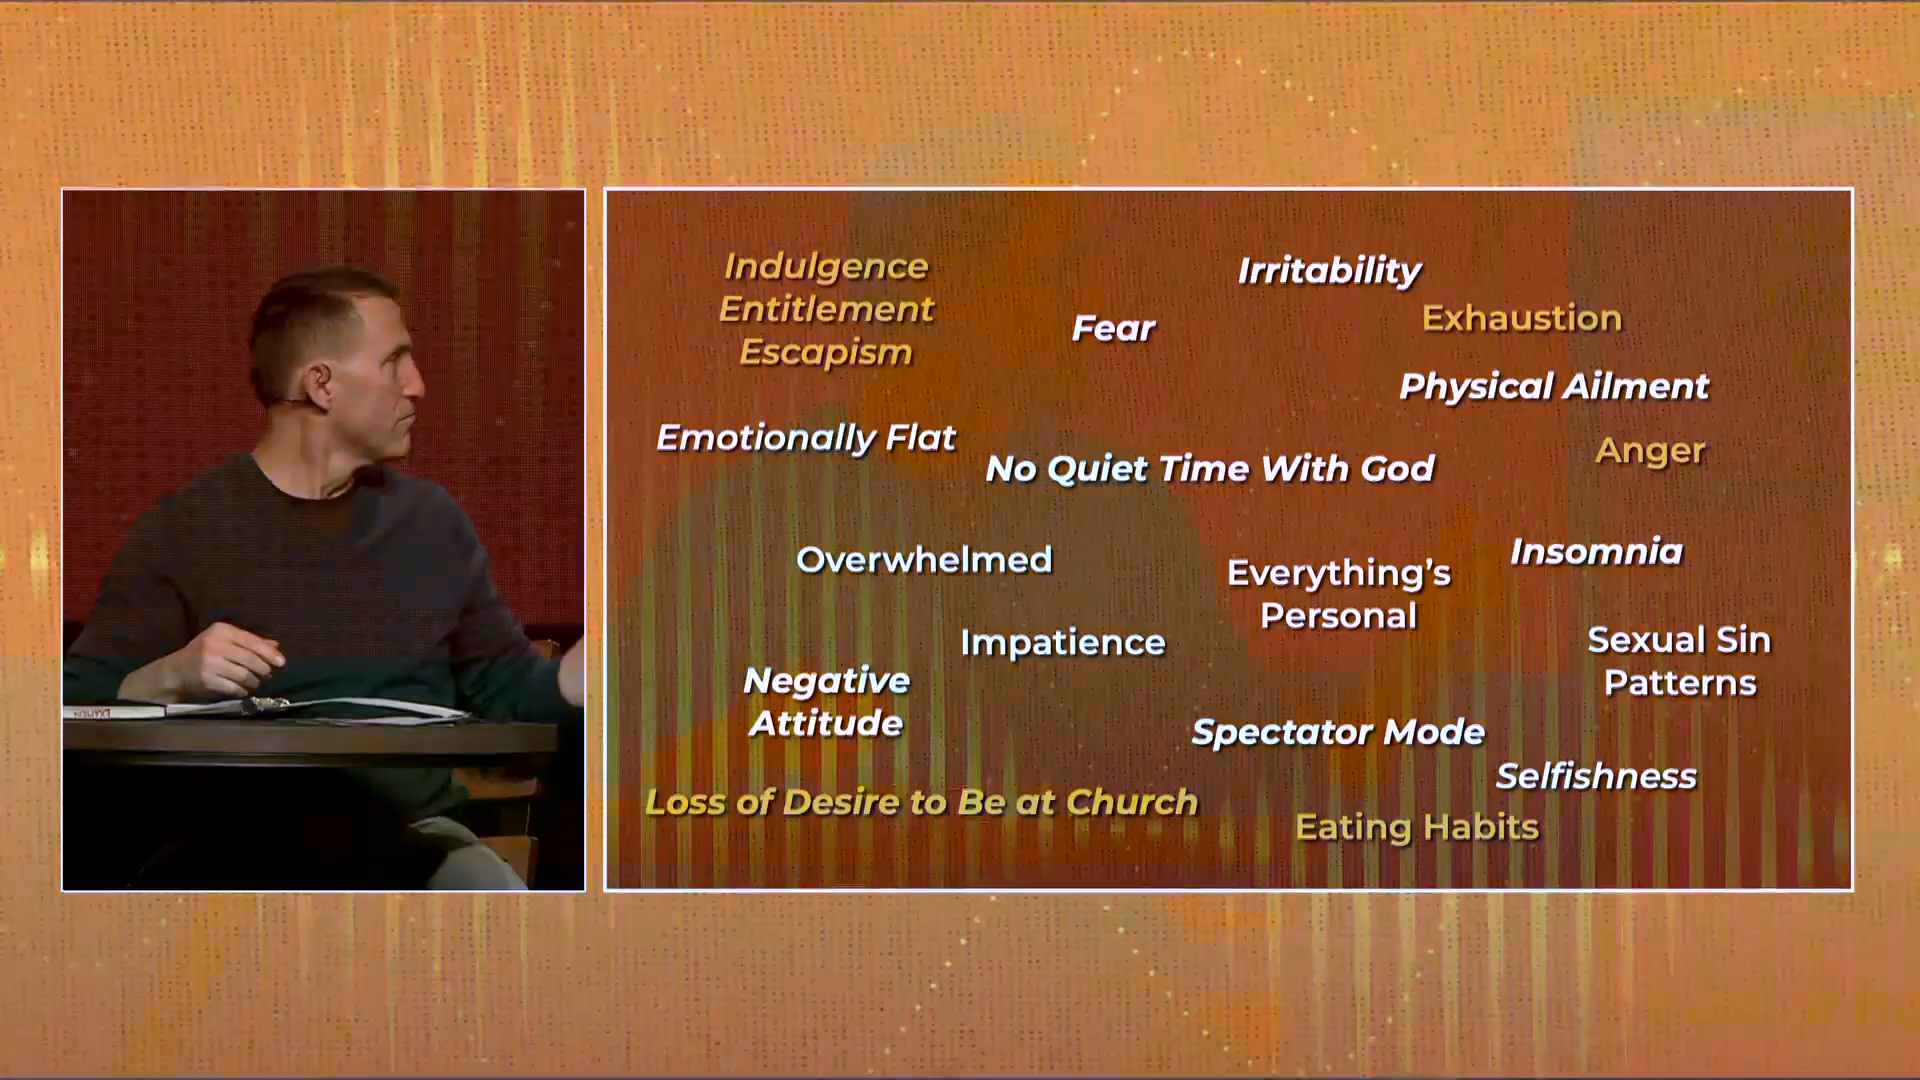 Indulgence
Entitlement
Escapism
Irritability
Fear
Exhaustion
Physical Ailment
Emotionally Flat
No Quiet Time With God
Anger
Overwhelmed
Everything’s
Personal
Insomnia
Impatience
Sexual Sin
Patterns
Negative
Attitude
Spectator Mode
Selfishness
Loss of Desire to Be at Church
Eating Habits
EXAMEN